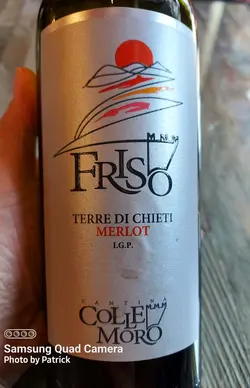 FRISO
TERRE DI CHIETI
MERLOT
I.G.P.
CANTINA
COLLE
MORO
Samsung Quad Camera
Photo by Patrick